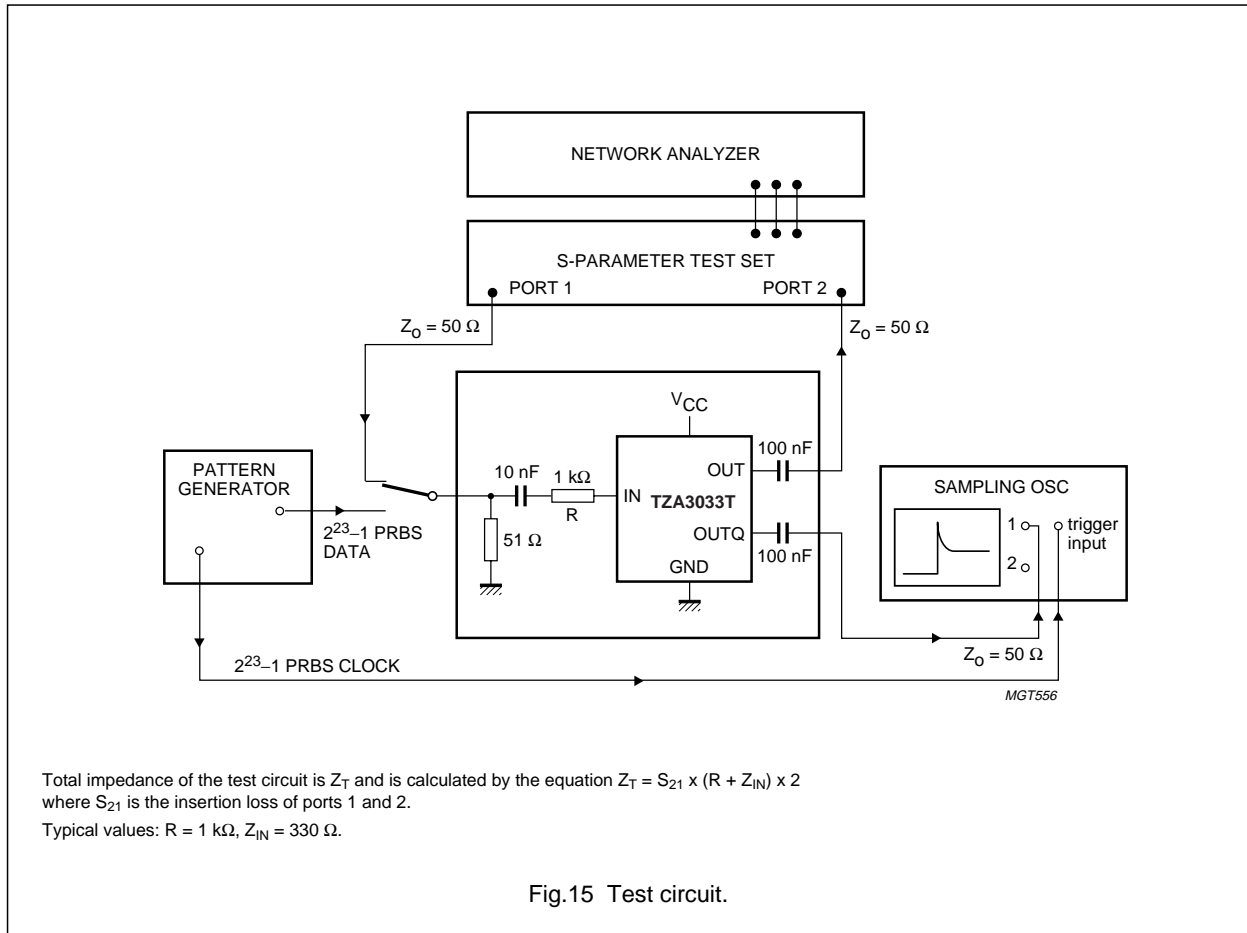 NETWORK ANALYZER
S-PARAMETER TEST SET
PORT 1
PORT 2
Zo = 50 Ω
Zo = 50 Ω
VCC
100 nF
PATTERN
GENERATOR
10 nF
1 kΩ
OUT
SAMPLING OSC
IN
TZA3033T
R
1
trigger
input
2^23–1 PRBS
DATA
51 Ω
OUTQ
2
GND
100 nF
2^23–1 PRBS CLOCK
Zo = 50 Ω
MGT556
Total impedance of the test circuit is ZT and is calculated by the equation ZT = S21 x (R + ZIN) x 2
where S21 is the insertion loss of ports 1 and 2.
Typical values: R = 1 kΩ, ZIN = 330 Ω.
Fig.15 Test circuit.